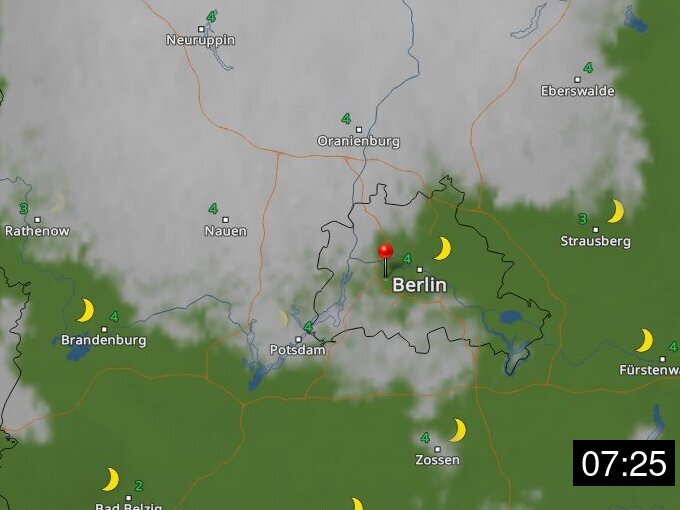 4
Neuruppin
4
Eberswalde
4
Oranienburg
3
Rathenow
4
Nauen
3
Strausberg
4
Berlin
4
Brandenburg
4
Potsdam
4
Fürstenwa
4
Zossen
07:25
2
Bad Belzig